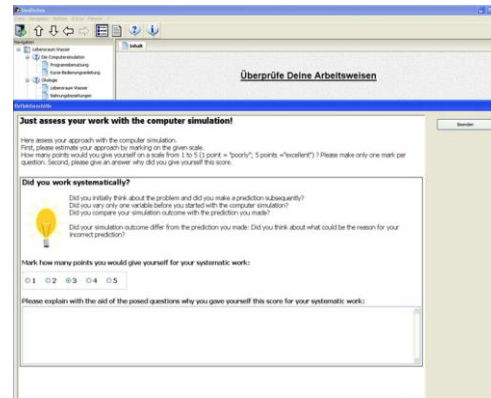 Navigation
Lebensraum Wasser
Die Computersimulation
Programmbenutzung
Kurze Bedienungsanleitung
Ökologie
Lebensraum Wasser
Nahrungsbeziehungen
Inhalt
Überprüfe Deine Arbeitsweisen
Beenden
Just assess your work with the computer simulation!
Here assess your approach with the computer simulation.
First, please estimate your approach by marking on the given scale.
How many points would you give yourself on a scale from 1 to 5 (1 point = "poorly"; 5 points ="excellent") ? Please make only one mark per
question. Second, please give an answer why did you give yourself this score.
Did you work systematically?
Did you initially think about the problem and did you make a prediction subsequently?
Did you vary only one variable before you started with the computer simulation?
Did you compare your simulation outcome with the prediction you made?
Did your simulation outcome differ from the prediction you made: Did you think about what could be the reason for your
incorrect prediction?
Mark how many points you would give yourself for your systematic work:
1 2 3 4 5
Please explain with the aid of the posed questions why you gave yourself this score for your systematic work: